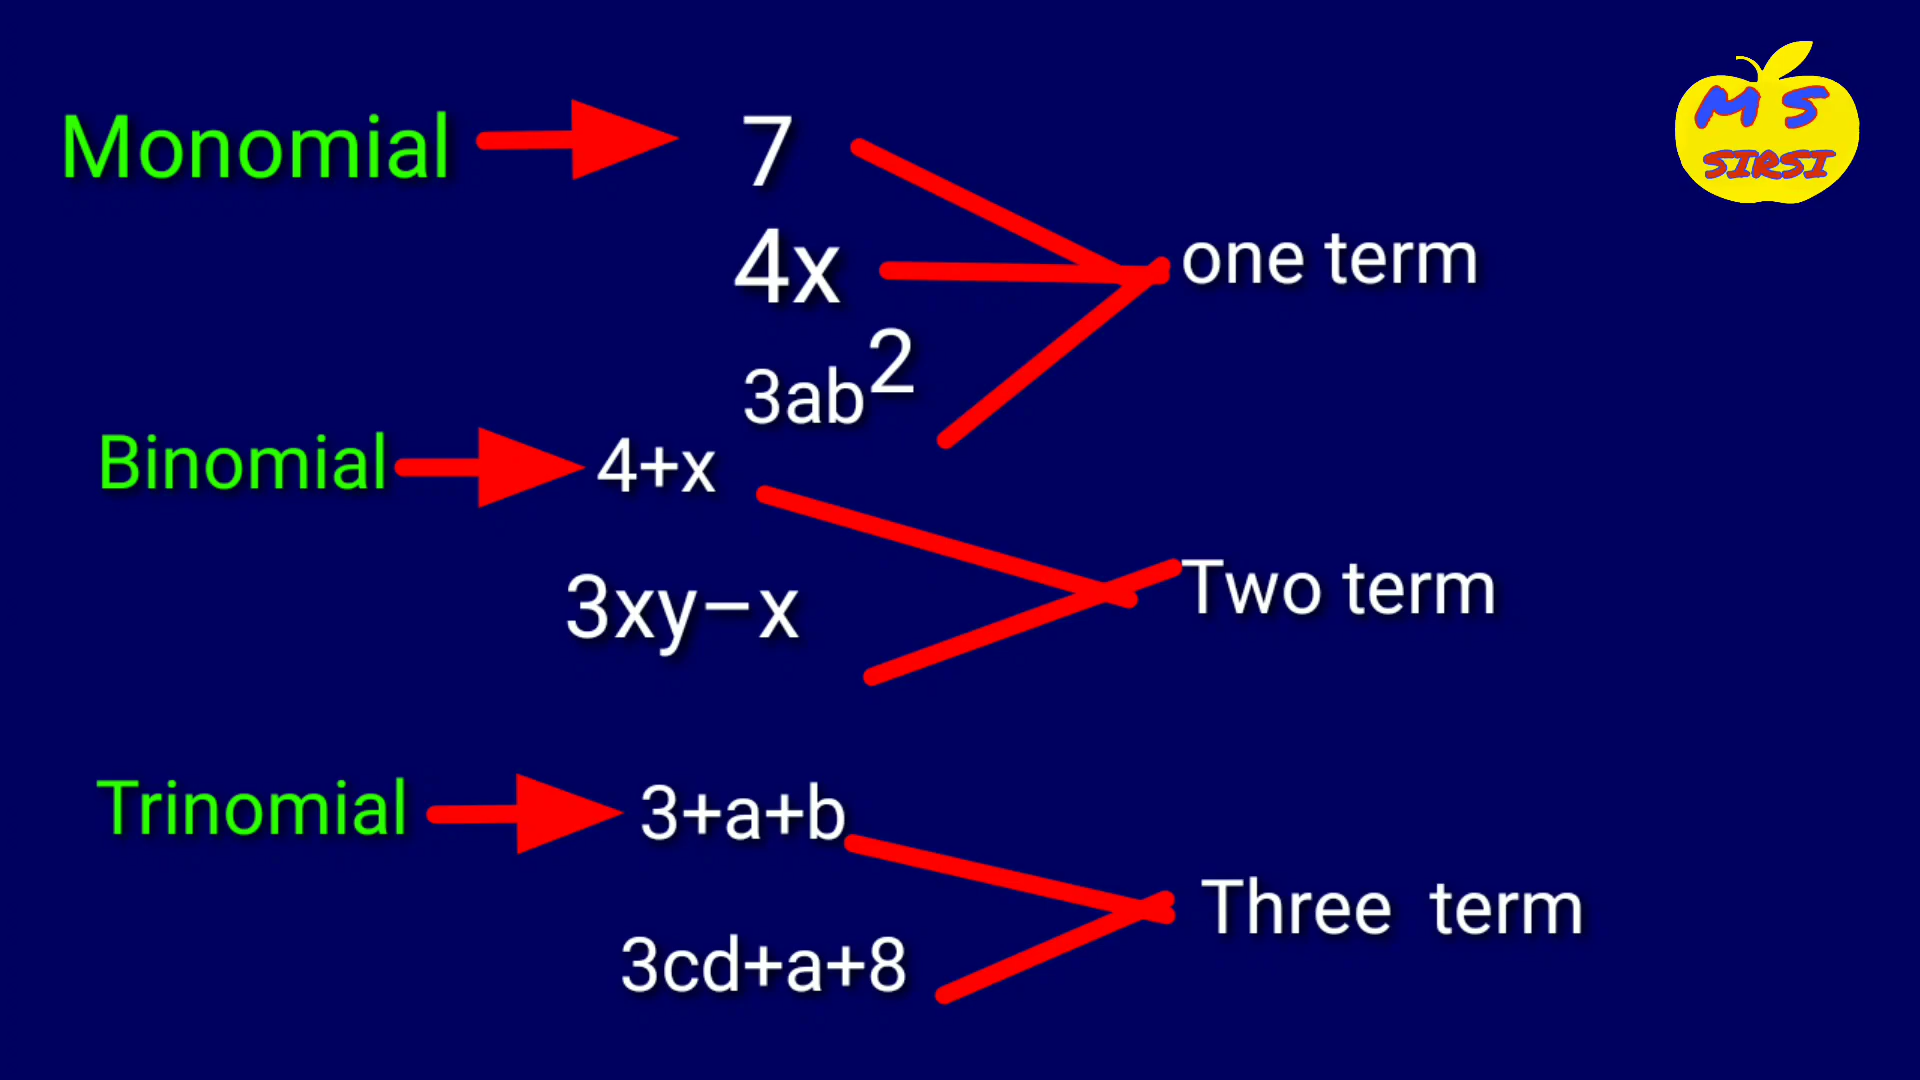 M S
SIRSI
Monomial 7
4x
one term
3ab²
Binomial 4+x
3xy–x
Two term
Trinomial 3+a+b
Three term
3cd+a+8